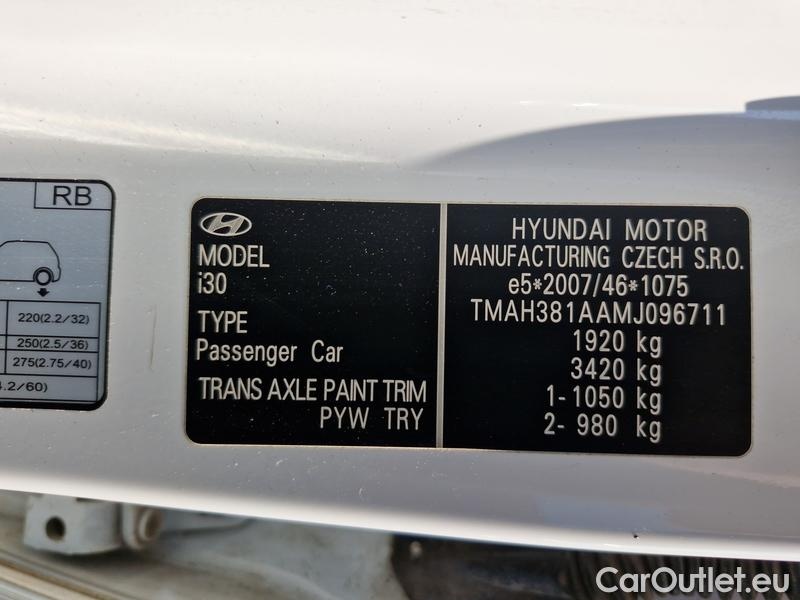 RB
220(2.2/32)
250(2.5/36)
275(2.75/40)
.2/60)
MODEL
i30
TYPE
Passenger Car
TRANS AXLE PAINT TRIM
PYW TRY
HYUNDAI MOTOR
MANUFACTURING CZECH S.R.O.
e5*2007/46*1075
TMAH381AAMJ096711
1920 kg
3420 kg
1- 1050 kg
2- 980 kg
CarOutlet.eu